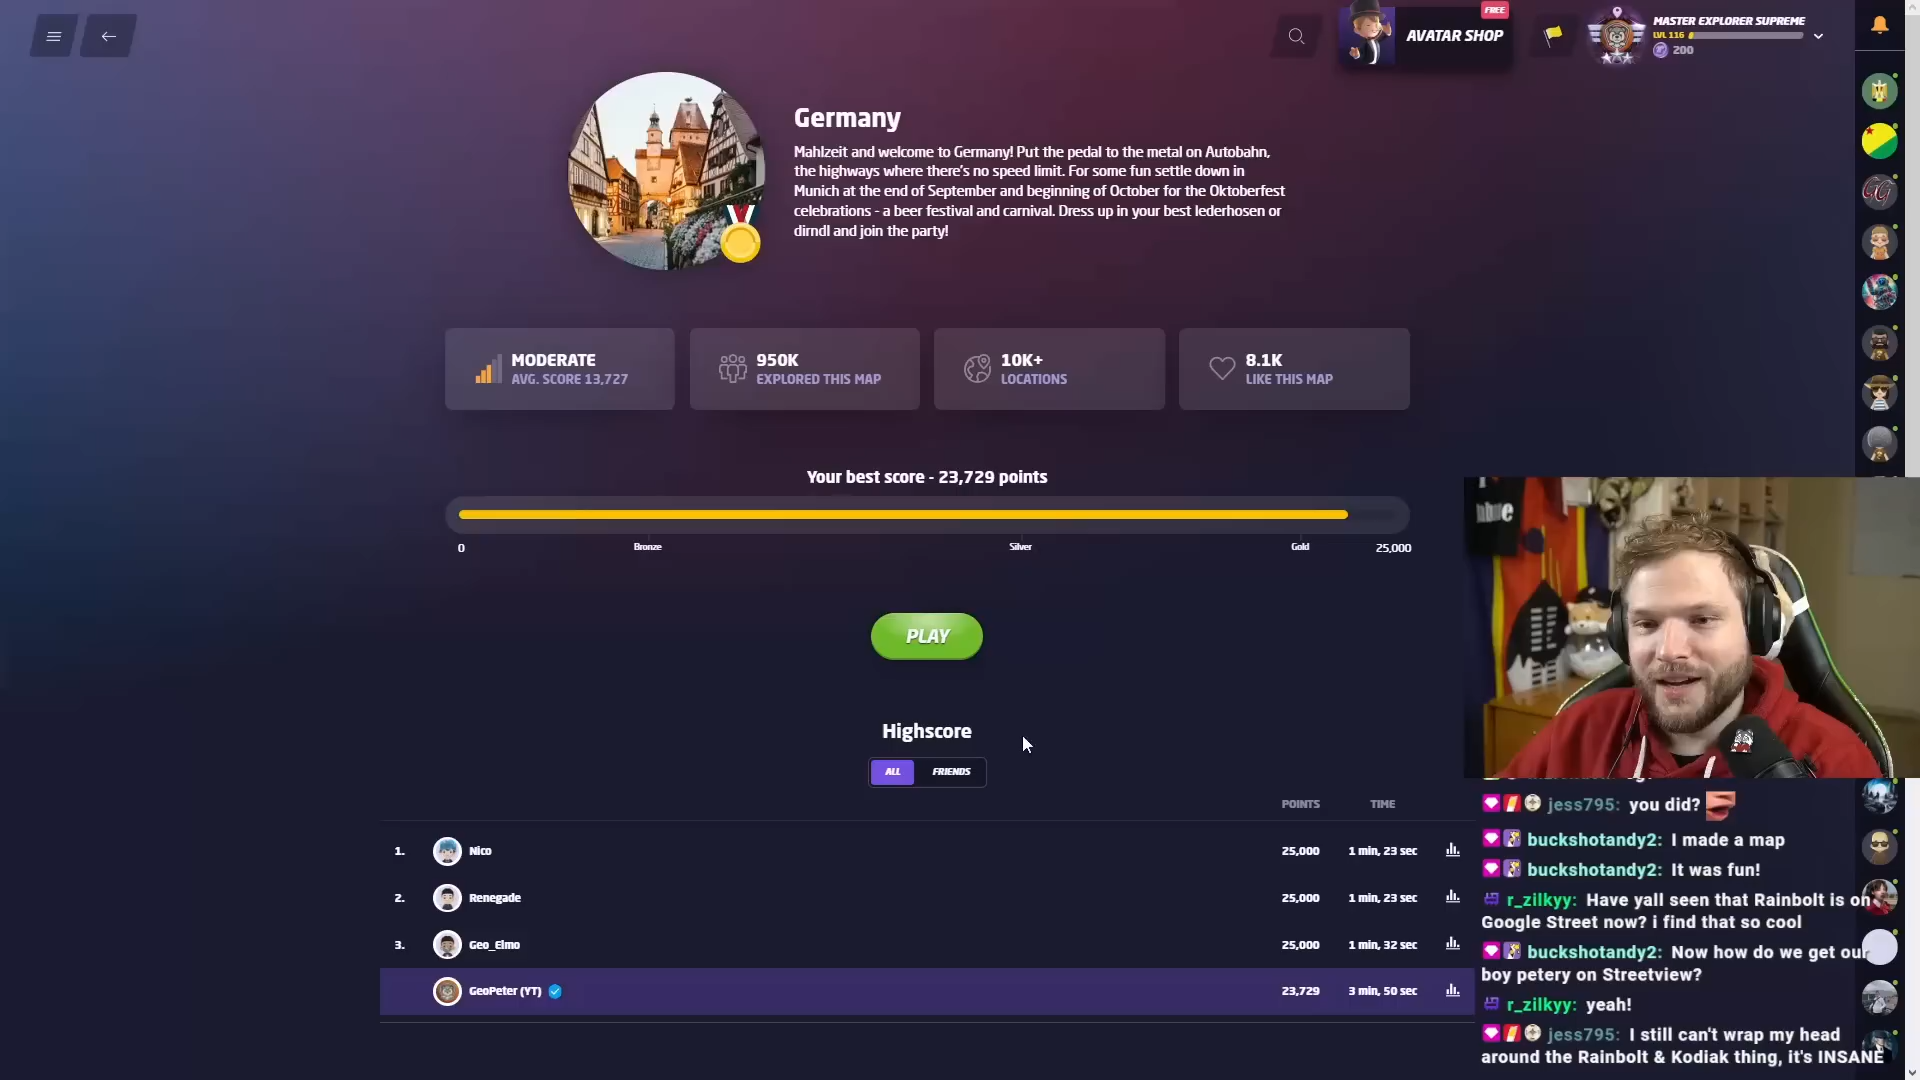 FREE
AVATAR SHOP
MASTER EXPLORER SUPREME
LVL 116
200
Germany
Mahlzeit and welcome to Germany! Put the pedal to the metal on Autobahn,
the highways where there's no speed limit. For some fun settle down in
Munich at the end of September and beginning of October for the Oktoberfest
celebrations - a beer festival and carnival. Dress up in your best lederhosen or
dirndl and join the party!
MODERATE
AVG. SCORE 13,727
950K
EXPLORED THIS MAP
10K+
LOCATIONS
8.1K
LIKE THIS MAP
Your best score - 23,729 points
0 Bronze Silver Gold 25,000
PLAY
Highscore
ALL FRIENDS
POINTS TIME
1. Nico 25,000 1 min, 23 sec
2. Renegade 25,000 1 min, 23 sec
3. Geo_Elmo 25,000 1 min, 32 sec
GeoPeter (YT) 23,729 3 min, 50 sec
jess795: you did?
buckshotandy2: I made a map
buckshotandy2: It was fun!
r_zilkyy: Have yall seen that Rainbolt is on
Google Street now? i find that so cool
buckshotandy2: Now how do we get our
boy petery on Streetview?
r_zilkyy: yeah!
jess795: I still can't wrap my head
around the Rainbolt & Kodiak thing, it's INSANE